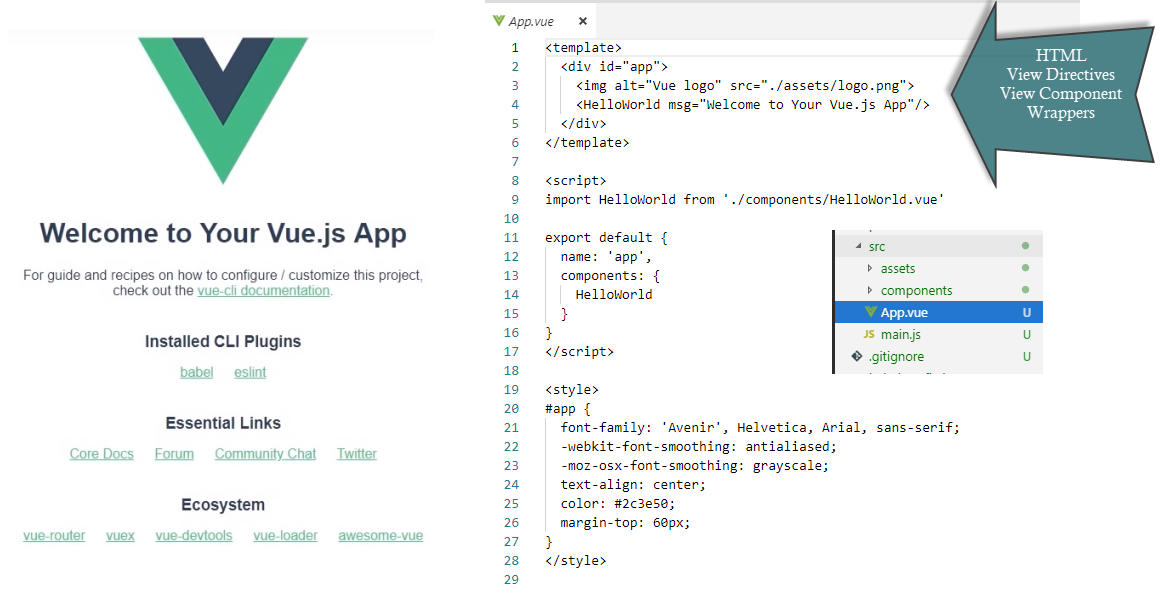 Welcome to Your Vue.js App
For guide and recipes on how to configure / customize this project,
check out the vue-cli documentation.
Installed CLI Plugins
babel eslint
Essential Links
Core Docs Forum Community Chat Twitter
Ecosystem
vue-router vuex vue-devtools vue-loader awesome-vue
App.vue ×
1 <template>
2   <div id="app">
3     <img alt="Vue logo" src="./assets/logo.png">
4     <HelloWorld msg="Welcome to Your Vue.js App"/>
5   </div>
6 </template>
7
8 <script>
9 import HelloWorld from './components/HelloWorld.vue'
10
11 export default {
12   name: 'app',
13   components: {
14     HelloWorld
15   }
16 }
17 </script>
18
19 <style>
20 #app {
21   font-family: 'Avenir', Helvetica, Arial, sans-serif;
22   -webkit-font-smoothing: antialiased;
23   -moz-osx-font-smoothing: grayscale;
24   text-align: center;
25   color: #2c3e50;
26   margin-top: 60px;
27 }
28 </style>
29
HTML
View Directives
View Component
Wrappers
src
assets
components
App.vue U
JS main.js U
.gitignore U